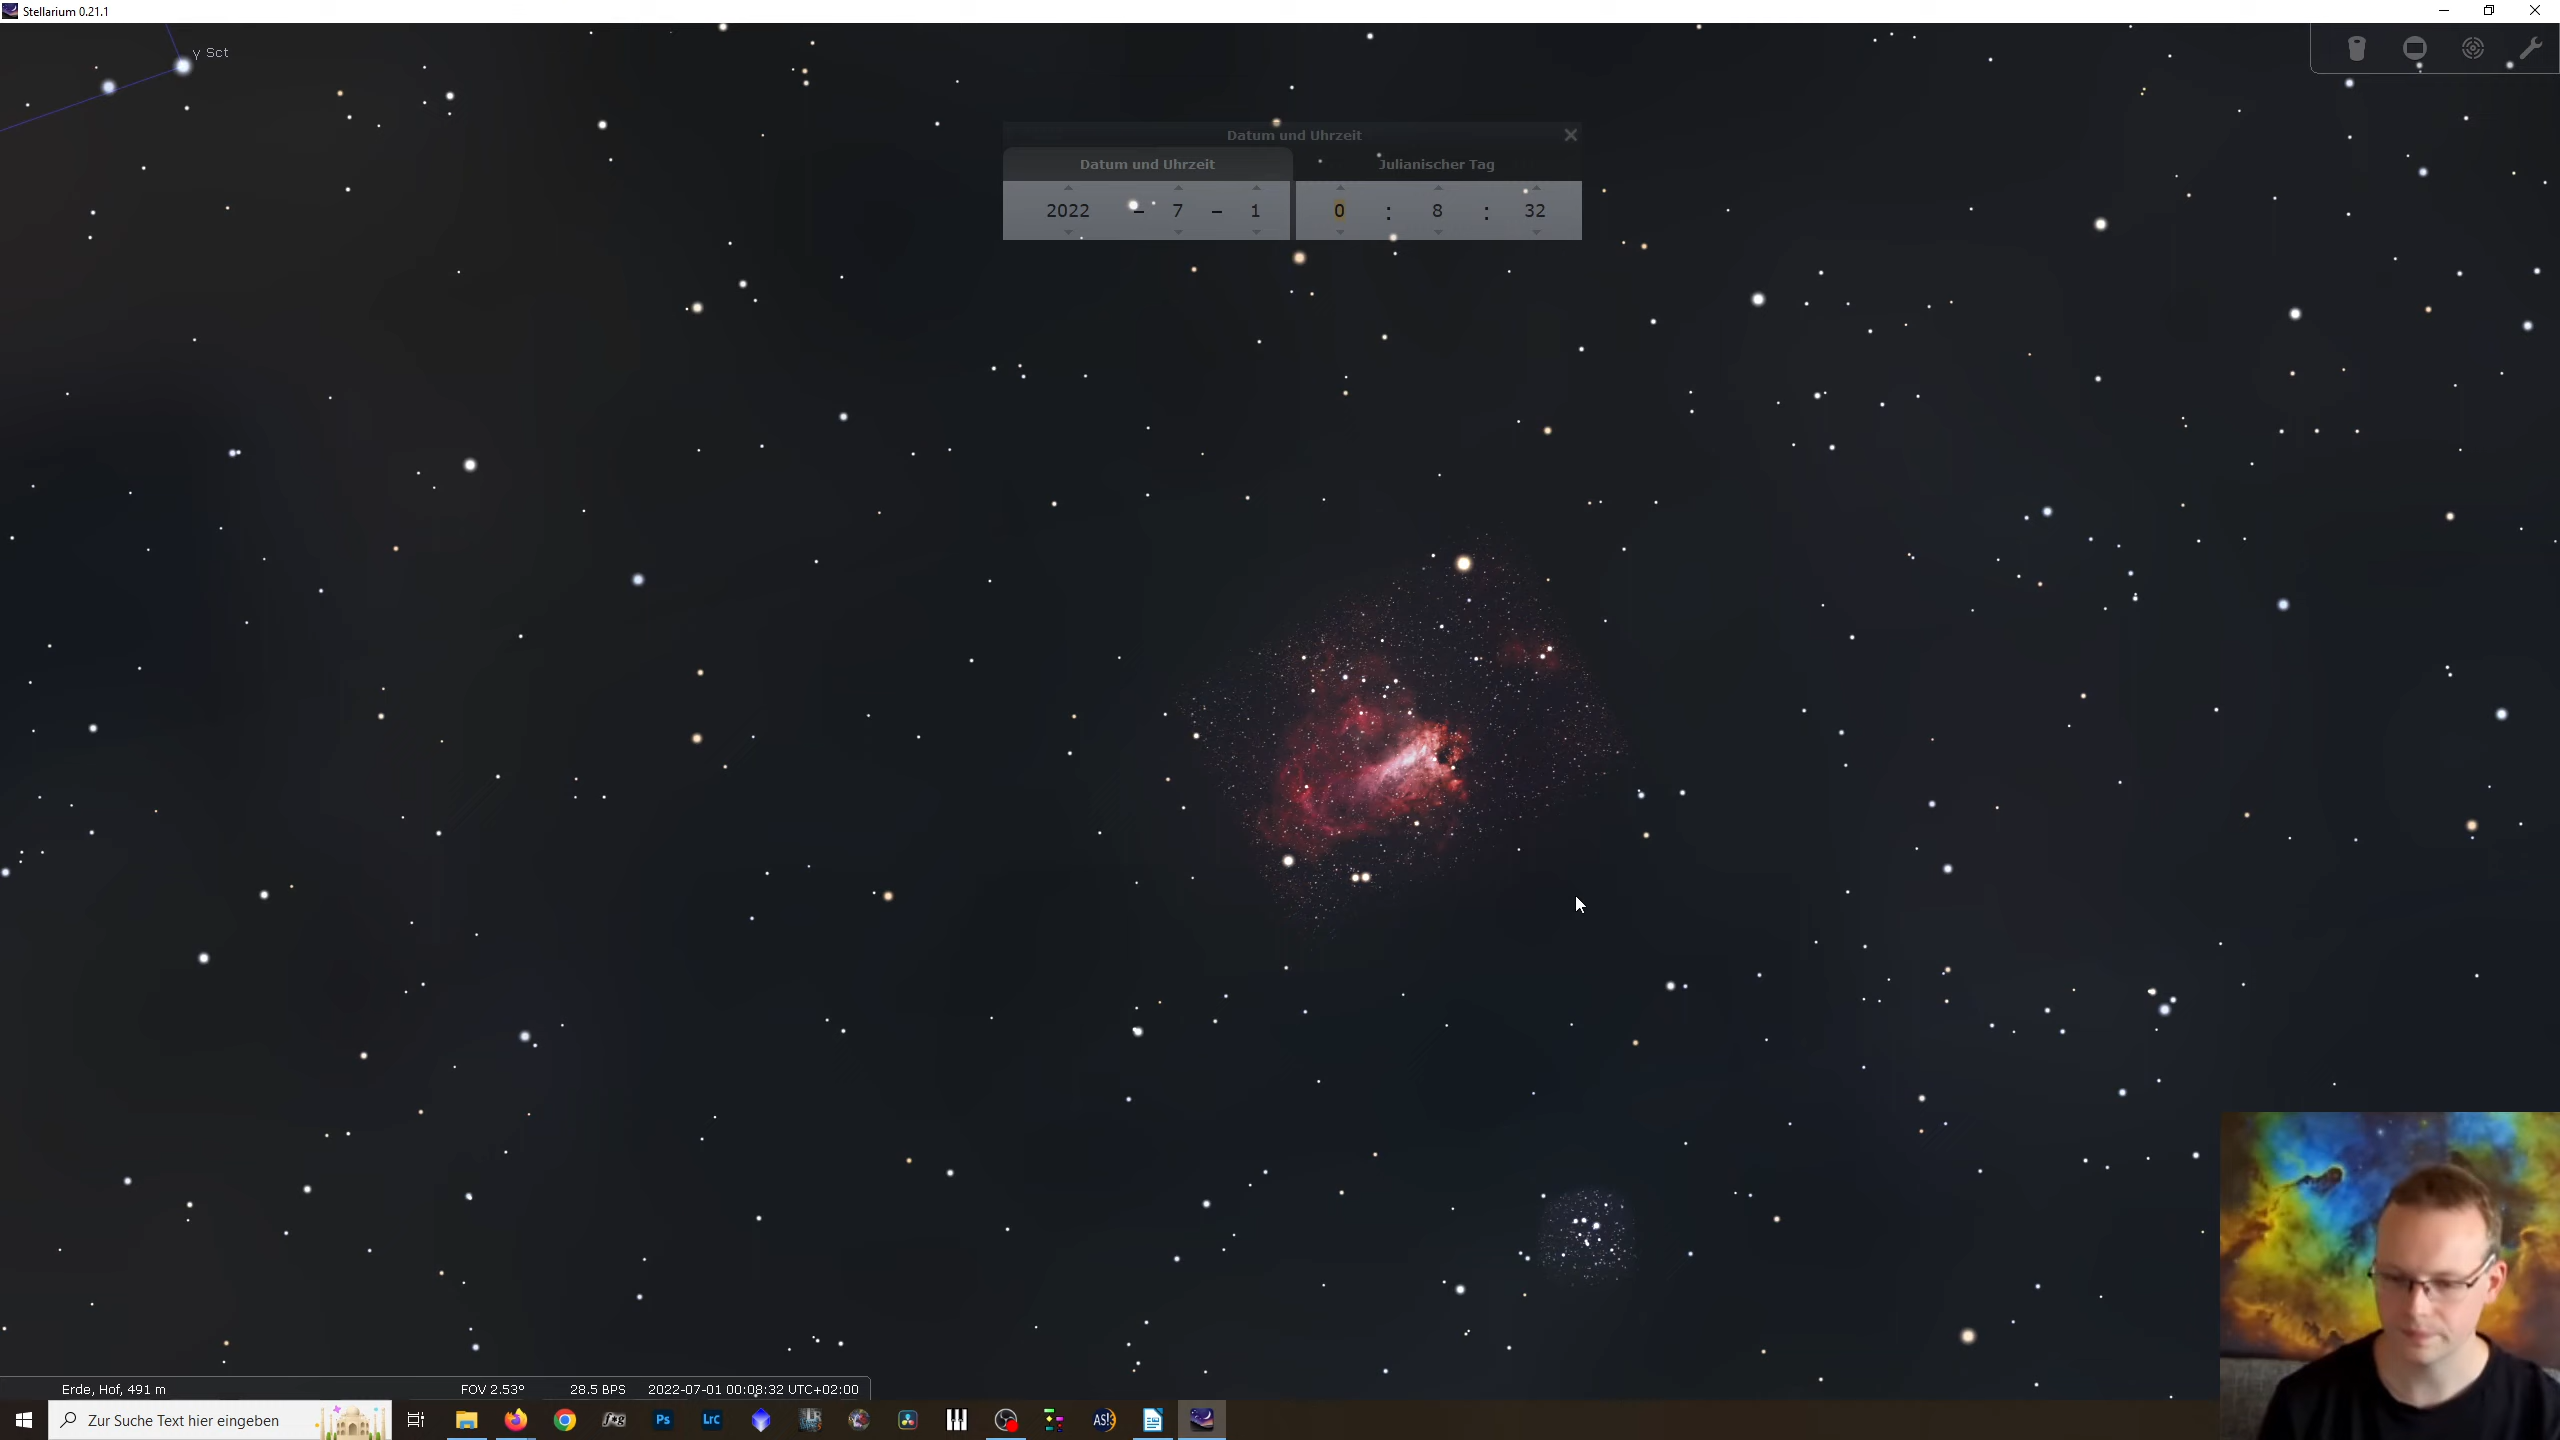 Stellarium 0.21.1
γ Sct
Datum und Uhrzeit
Datum und Uhrzeit
Julianischer Tag
2022 - 7 - 1
0 : 8 : 32
Erde, Hof, 491 m
FOV 2.53°
28.5 BPS
2022-07-01 00:08:32 UTC+02:00
Zur Suche Text hier eingeben
Ps
Lrc
AS!3